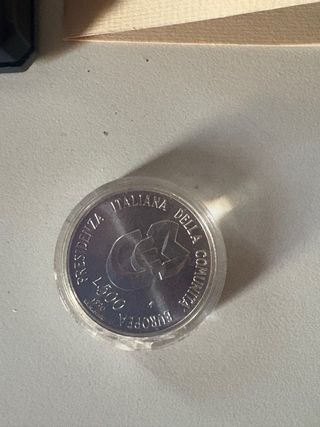 PRESIDENZA ITALIANA DELLA COMUNITA' EUROPEA
L.500